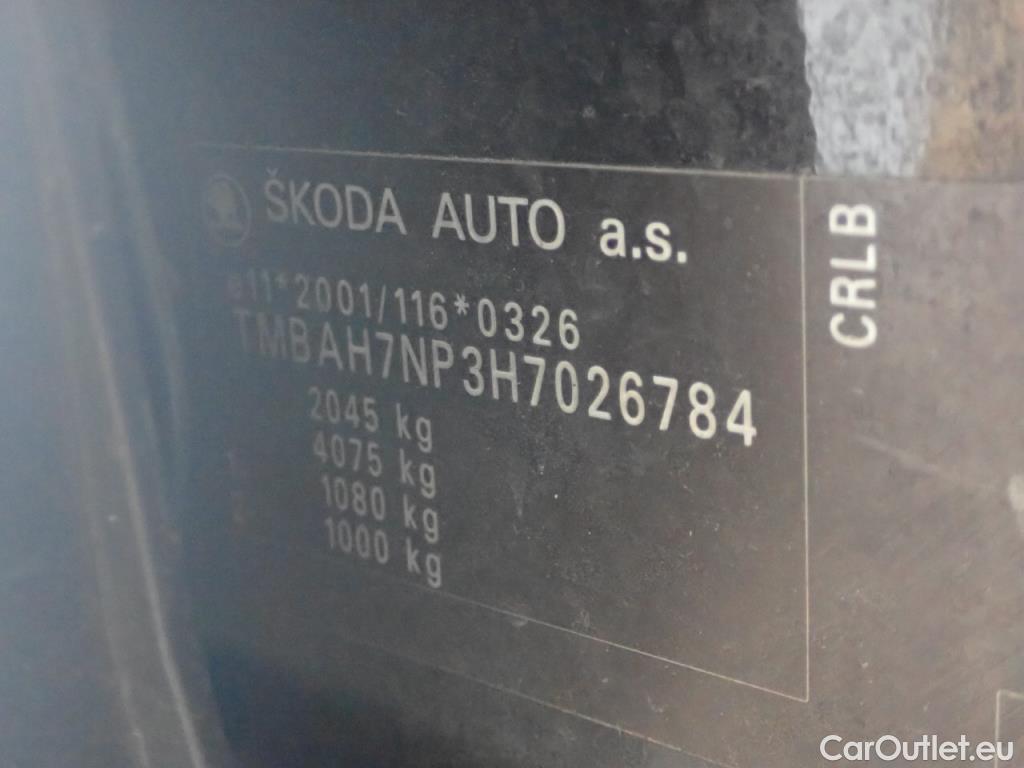 ŠKODA AUTO a.s.
e11*2001/116*0326
TMBAH7NP3H7026784
2045 kg
4075 kg
1080 kg
1000 kg
CRLB
CarOutlet.eu